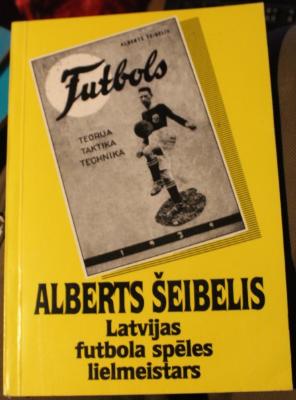 ALBERTS ŠEIBELIS
Futbols
TEORIJA
TAKTIKA
TECHNIKA
ALBERTS ŠEIBELIS
Latvijas
futbola spēles
lielmeistars